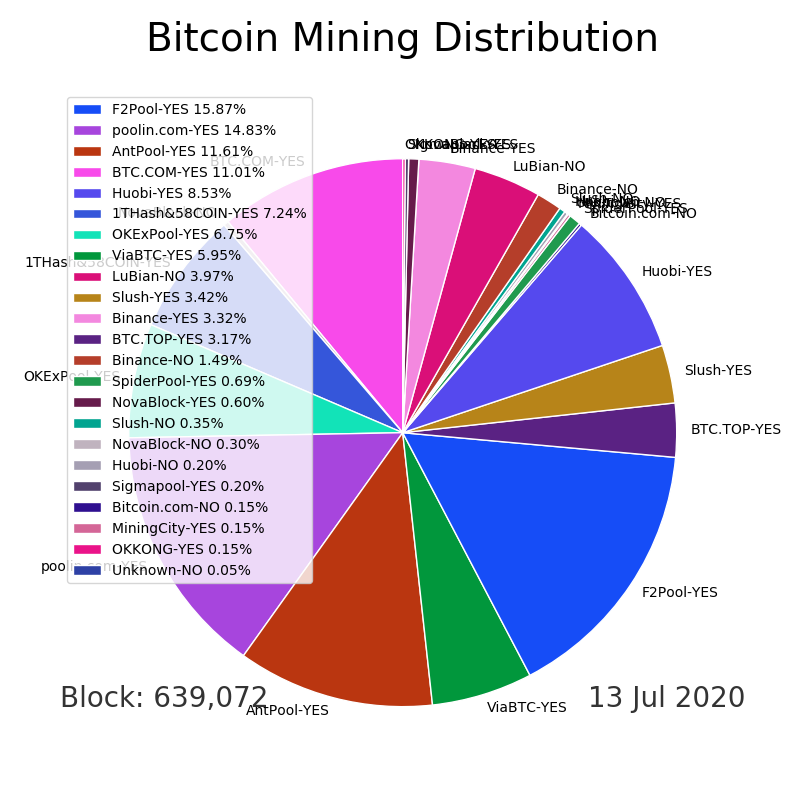 Bitcoin Mining Distribution
F2Pool-YES 15.87%
poolin.com-YES 14.83%
AntPool-YES 11.61%
BTC.COM-YES 11.01%
Huobi-YES 8.53%
1THash&58COIN-YES 7.24%
OKExPool-YES 6.75%
ViaBTC-YES 5.95%
LuBian-NO 3.97%
Slush-YES 3.42%
Binance-YES 3.32%
BTC.TOP-YES 3.17%
Binance-NO 1.49%
SpiderPool-YES 0.69%
NovaBlock-YES 0.60%
Slush-NO 0.35%
NovaBlock-NO 0.30%
Huobi-NO 0.20%
Sigmapool-YES 0.20%
Bitcoin.com-NO 0.15%
MiningCity-YES 0.15%
OKKONG-YES 0.15%
Unknown-NO 0.05%
BTC.COM-YES
1THash&58COIN-YES
OKExPool-YES
poolin.com-YES
AntPool-YES
ViaBTC-YES
F2Pool-YES
BTC.TOP-YES
Slush-YES
Huobi-YES
Bitcoin.com-NO
Binance-NO
LuBian-NO
Binance-YES
Block: 639,072
13 Jul 2020